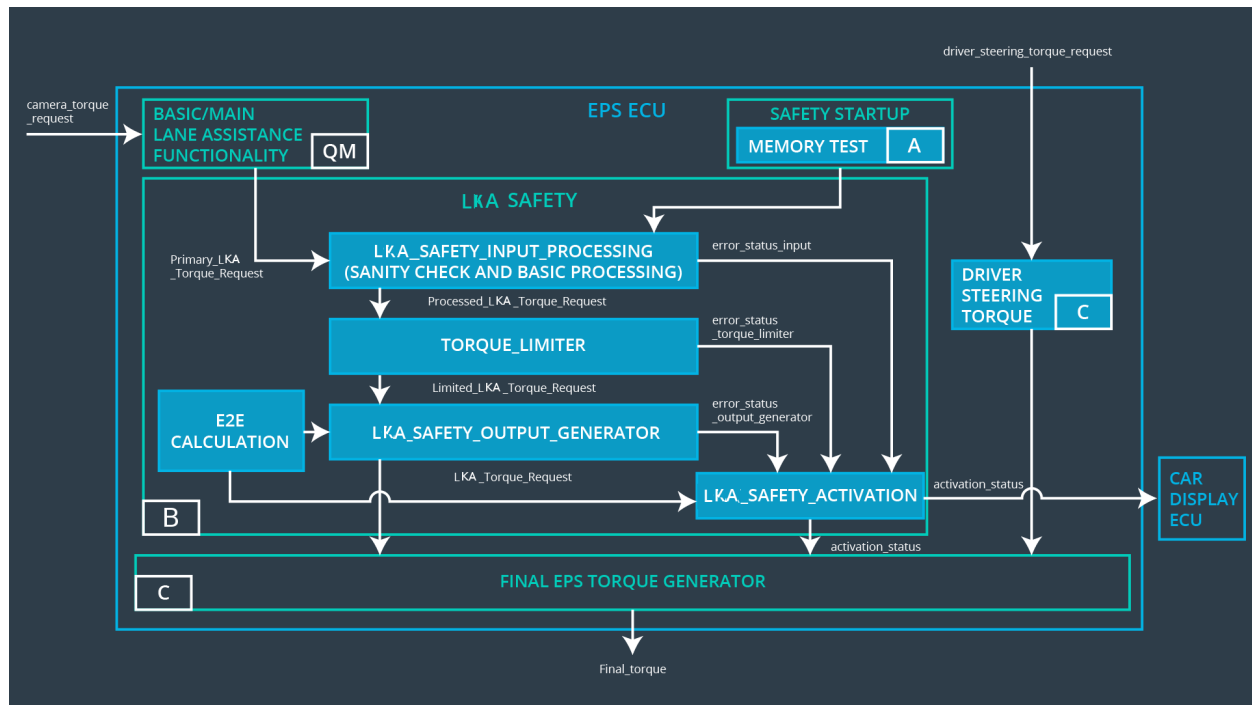 driver_steering_torque_request
camera_torque
_request
EPS ECU
BASIC/MAIN
LANE ASSISTANCE
FUNCTIONALITY
QM
SAFETY STARTUP
MEMORY TEST
A
LKA SAFETY
Primary_LKA
_Torque_Request
LKA_SAFETY_INPUT_PROCESSING
(SANITY CHECK AND BASIC PROCESSING)
error_status_input
DRIVER
STEERING
TORQUE
C
Processed_LKA_Torque_Request
TORQUE_LIMITER
error_status
_torque_limiter
Limited_LKA_Torque_Request
E2E
CALCULATION
LKA_SAFETY_OUTPUT_GENERATOR
error_status
_output_generator
LKA_Torque_Request
LKA_SAFETY_ACTIVATION
activation_status
CAR
DISPLAY
ECU
B
activation_status
FINAL EPS TORQUE GENERATOR
C
Final_torque